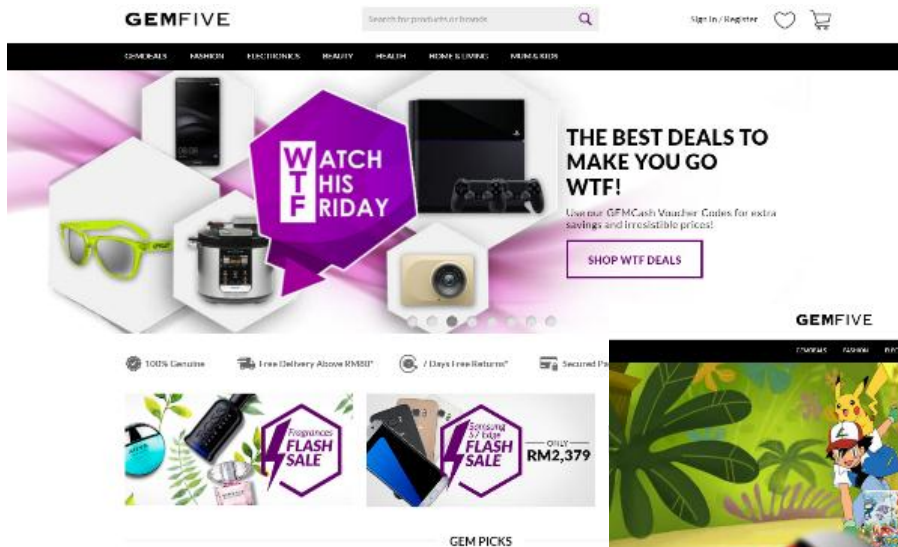 GEMFIVE
Search for products or brands
Sign In / Register
GEMDEALS FASHION ELECTRONICS BEAUTY HEALTH HOME & LIVING MUM & KIDS
WATCH
THIS
FRIDAY
THE BEST DEALS TO
MAKE YOU GO
WTF!
Use our GEMCash Voucher Codes for extra
savings and irresistible prices!
SHOP WTF DEALS
GEMFIVE
GEMDEALS FASHION ELEC
100% Genuine
Free Delivery Above RM80*
7 Days Free Returns*
Secured Pa
Fragrances
FLASH
SALE
Samsung
S7 Edge
FLASH
SALE
ONLY
RM2,379
GEM PICKS